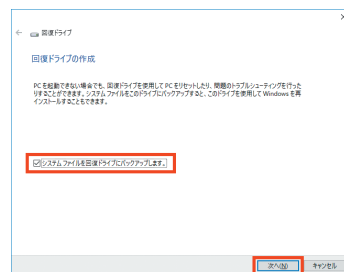 回復ドライブ
回復ドライブの作成
PC を起動できない場合でも、回復ドライブを使用して PC をリセットしたり、問題のトラブルシューティングを行った
りすることができます。システム ファイルをこのドライブにバックアップすると、このドライブを使用して Windows を再
インストールすることもできます。
システム ファイルを回復ドライブにバックアップします。
次へ(N) キャンセル